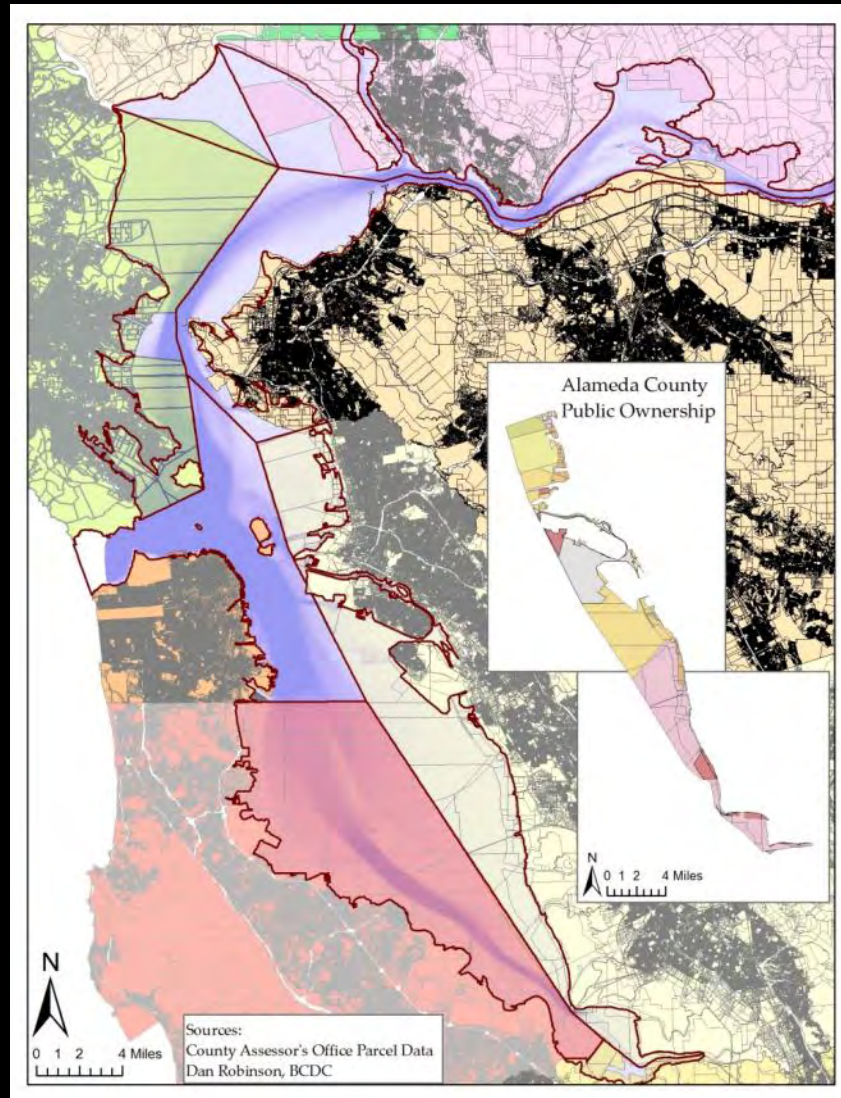 Alameda County
Public Ownership
N
0 1 2 4 Miles
N
0 1 2 4 Miles
Sources:
County Assessor's Office Parcel Data
Dan Robinson, BCDC